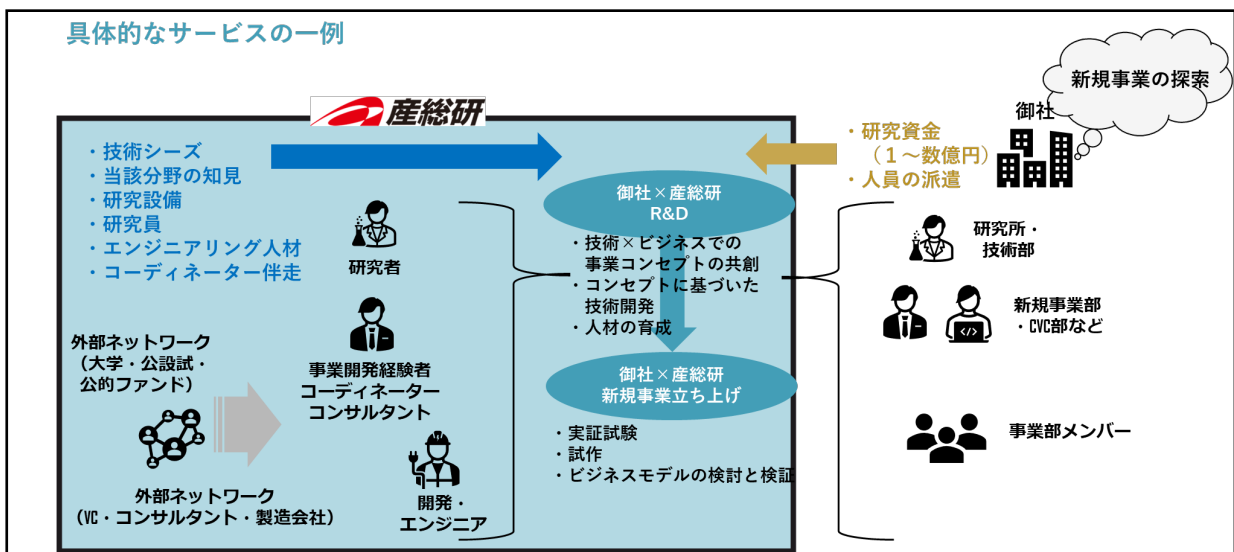 具体的なサービスの一例
新規事業の探索
御社
産総研
・技術シーズ
・当該分野の知見
・研究設備
・研究員
・エンジニアリング人材
・コーディネーター伴走
・研究資金
（１～数億円）
・人員の派遣
御社×産総研
R&D
・技術×ビジネスでの
事業コンセプトの共創
・コンセプトに基づいた
技術開発
・人材の育成
御社×産総研
新規事業立ち上げ
・実証試験
・試作
・ビジネスモデルの検討と検証
研究者
事業開発経験者
コーディネーター
コンサルタント
開発・
エンジニア
外部ネットワーク
（大学・公設試・
公的ファンド）
外部ネットワーク
（VC・コンサルタント・製造会社）
研究所・
技術部
新規事業部
・CVC部など
</>
事業部メンバー